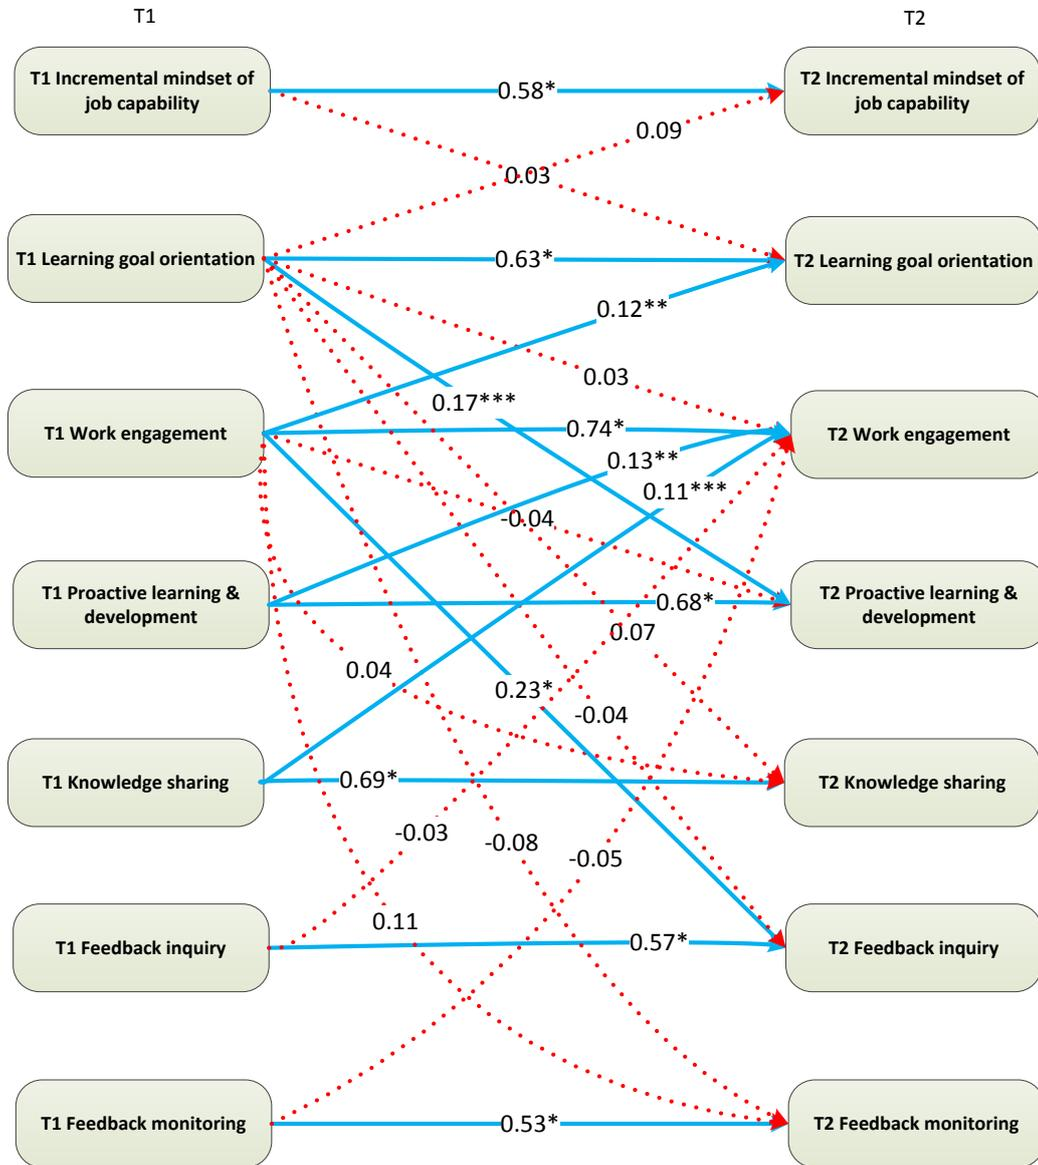 T1
T2
T1 Incremental mindset of
job capability
0.58*
T2 Incremental mindset of
job capability
0.09
0.03
T1 Learning goal orientation
0.63*
T2 Learning goal orientation
0.12**
0.03
0.17***
T1 Work engagement
0.74*
T2 Work engagement
0.13**
0.11***
-0.04
T1 Proactive learning &
development
0.68*
T2 Proactive learning &
development
0.07
0.04
0.23*
-0.04
T1 Knowledge sharing
0.69*
T2 Knowledge sharing
-0.03
-0.08
-0.05
0.11
T1 Feedback inquiry
0.57*
T2 Feedback inquiry
T1 Feedback monitoring
0.53*
T2 Feedback monitoring